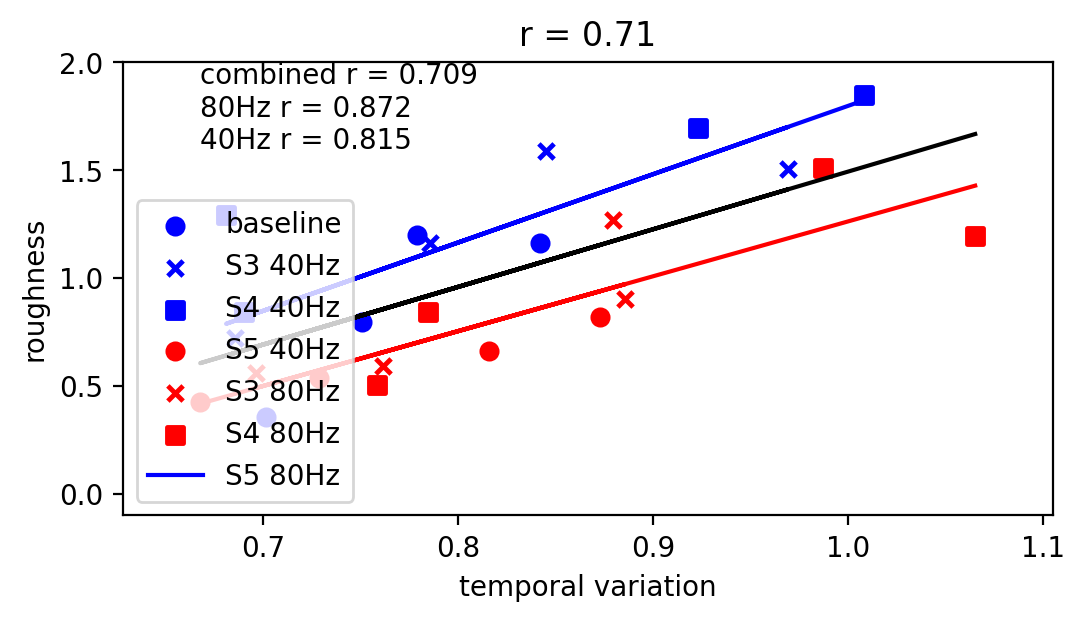 r = 0.71
combined r = 0.709
80Hz r = 0.872
40Hz r = 0.815
2.0
1.5
1.0
0.5
0.0
roughness
baseline
S3 40Hz
S4 40Hz
S5 40Hz
S3 80Hz
S4 80Hz
S5 80Hz
0.7 0.8 0.9 1.0 1.1
temporal variation